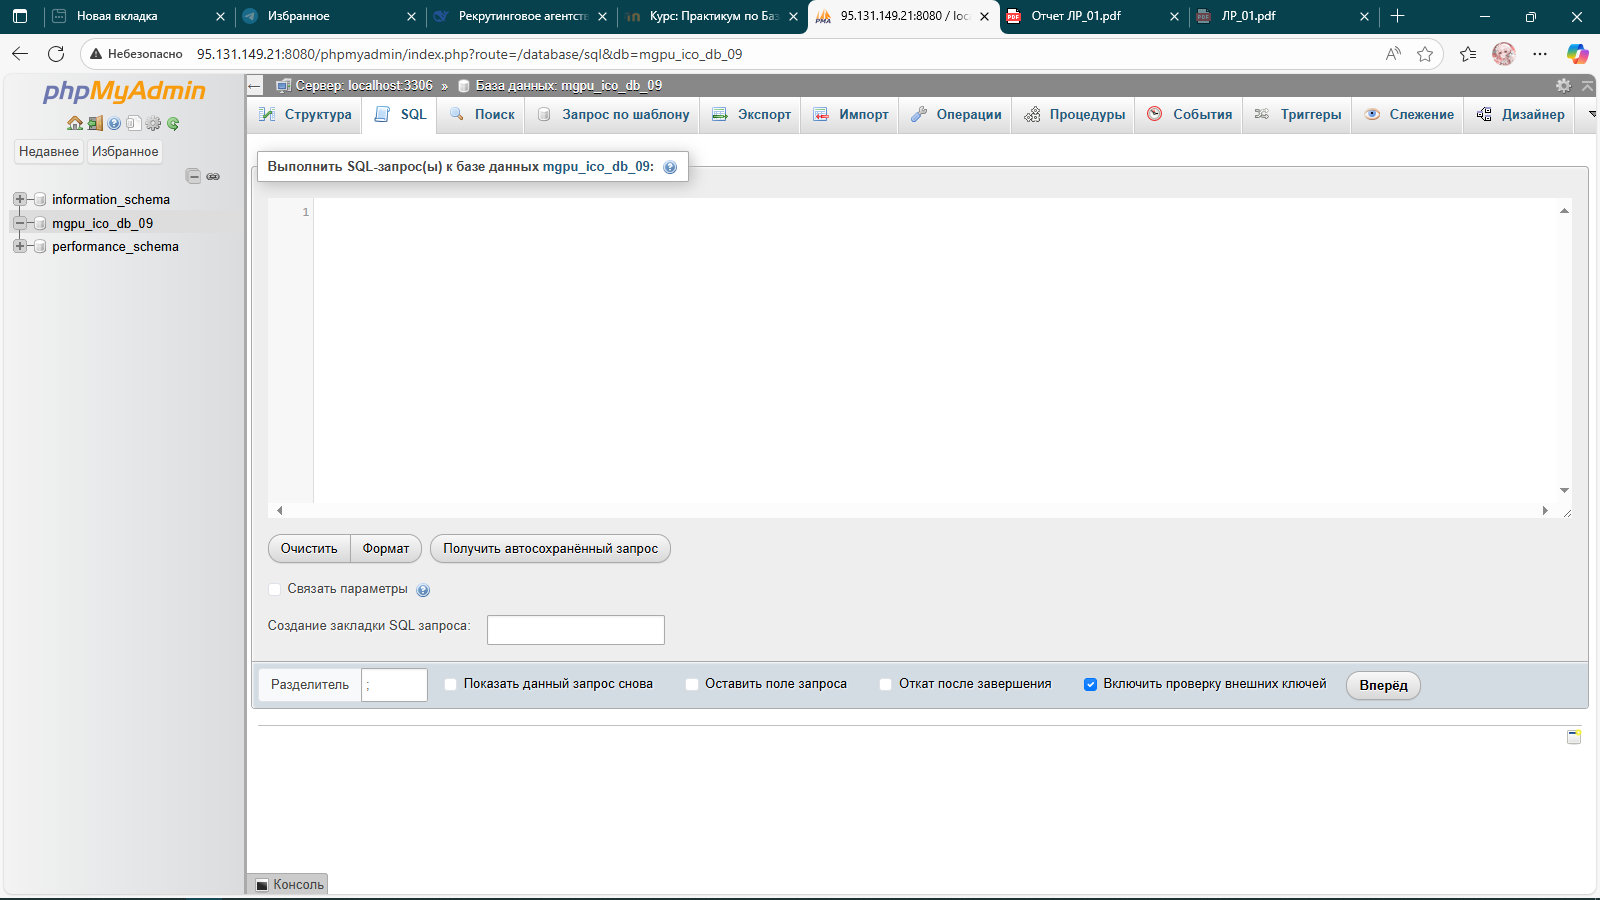 Новая вкладка
Избранное
Рекрутинговое агентств
Курс: Практикум по Баз
95.131.149.21:8080 / loc
Отчет ЛР_01.pdf
ЛР_01.pdf
Небезопасно
95.131.149.21:8080/phpmyadmin/index.php?route=/database/sql&db=mgpu_ico_db_09
phpMyAdmin
Недавнее
Избранное
information_schema
mgpu_ico_db_09
performance_schema
Сервер: localhost:3306 » База данных: mgpu_ico_db_09
Структура
SQL
Поиск
Запрос по шаблону
Экспорт
Импорт
Операции
Процедуры
События
Триггеры
Слежение
Дизайнер
Выполнить SQL-запрос(ы) к базе данных mgpu_ico_db_09:
1
Очистить
Формат
Получить автосохранённый запрос
Связать параметры
Создание закладки SQL запроса:
Разделитель
;
Показать данный запрос снова
Оставить поле запроса
Откат после завершения
Включить проверку внешних ключей
Вперёд
Консоль